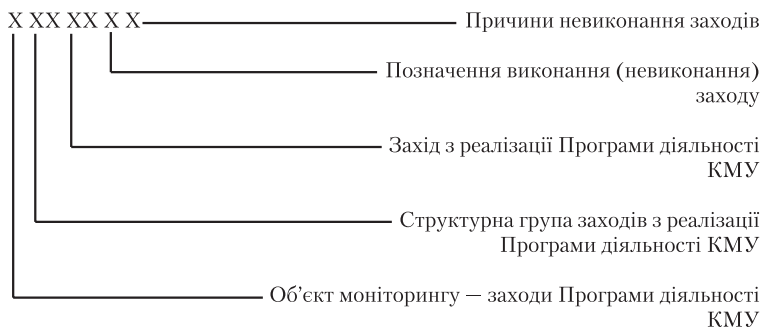 X XX XX X X
Причини невиконання заходів
Позначення виконання (невиконання)
заходу
Захід з реалізації Програми діяльності
КМУ
Структурна група заходів з реалізації
Програми діяльності КМУ
Об’єкт моніторингу — заходи Програми діяльності
КМУ